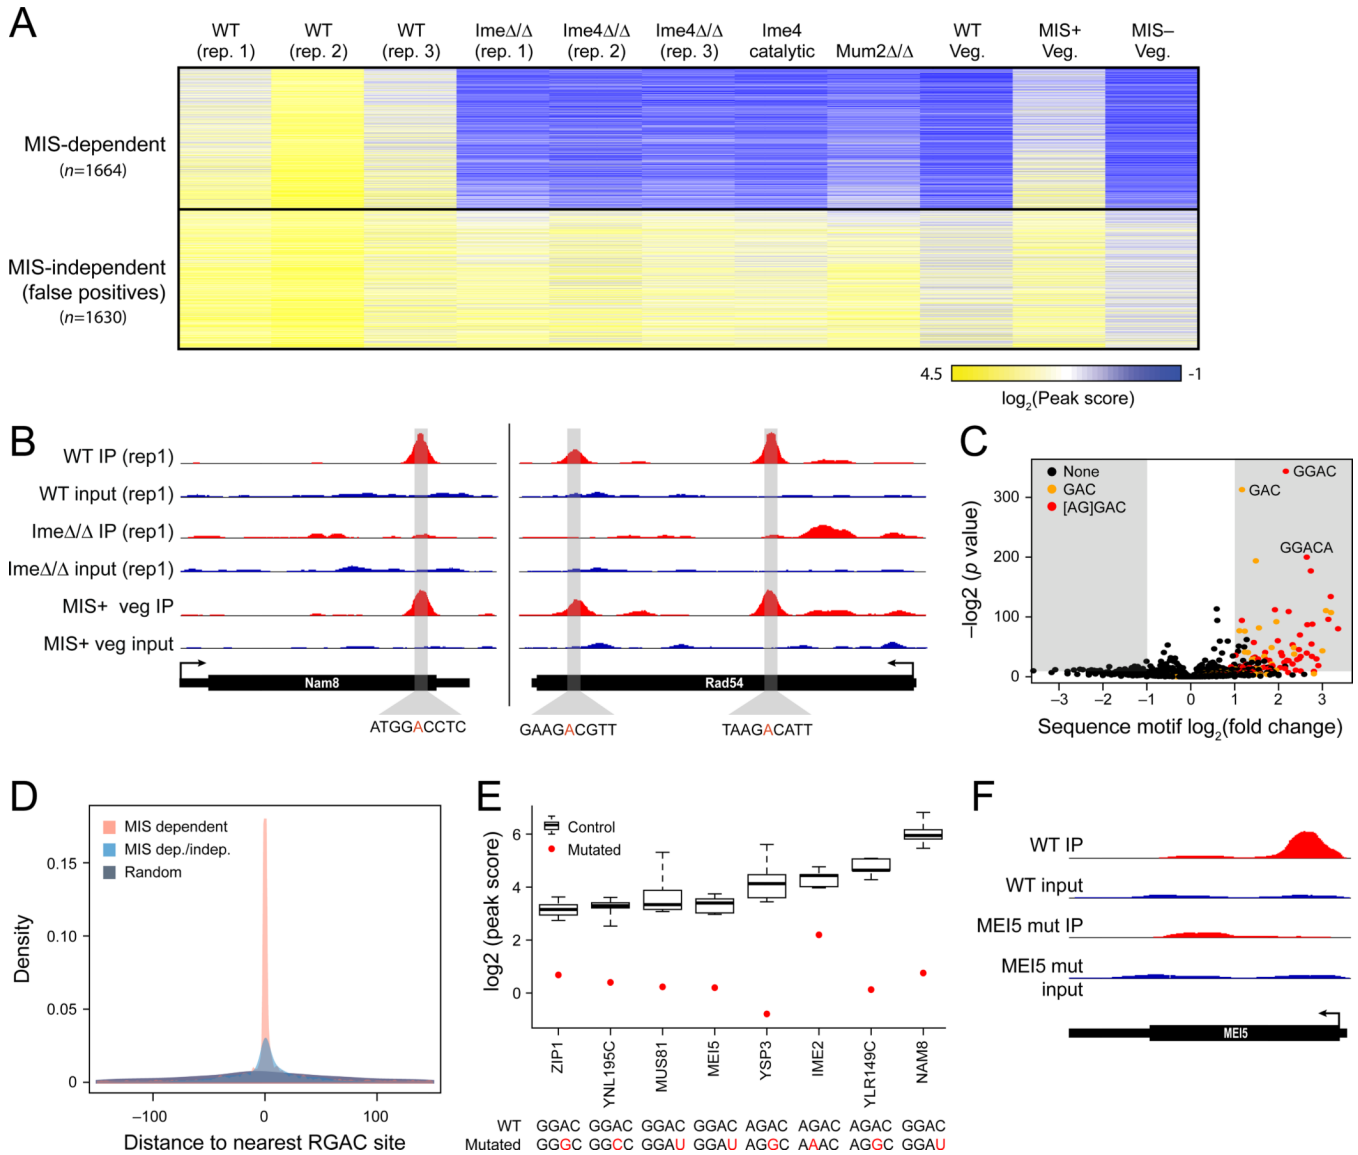 A
WT (rep. 1)
WT (rep. 2)
WT (rep. 3)
ImeΔ/Δ (rep. 1)
Ime4Δ/Δ (rep. 2)
Ime4Δ/Δ (rep. 3)
Ime4 catalytic
Mum2Δ/Δ
WT Veg.
MIS+ Veg.
MIS– Veg.
MIS-dependent
(n=1664)
MIS-independent
(false positives)
(n=1630)
4.5
-1
log2(Peak score)
B
WT IP (rep1)
WT input (rep1)
ImeΔ/Δ IP (rep1)
ImeΔ/Δ input (rep1)
MIS+ veg IP
MIS+ veg input
Nam8
Rad54
ATGGACCTC
GAAGACGTT
TAAGACATT
C
None
GAC
[AG]GAC
GGAC
GAC
GGACA
300
200
100
0
–log2 (p value)
–3 –2 –1 0 1 2 3
Sequence motif log2(fold change)
D
MIS dependent
MIS dep./indep.
Random
0.15
0.10
0.05
0
Density
–100 0 100
Distance to nearest RGAC site
E
Control
Mutated
6
4
2
0
log2 (peak score)
ZIP1
YNL195C
MUS81
MEI5
YSP3
IME2
YLR149C
NAM8
WT GGAC GGAC GGAC GGAC AGAC AGAC AGAC GGAC
Mutated GGGC GGCC GGAU GGAU AGGC AAAC AGGC GGAU
F
WT IP
WT input
MEI5 mut IP
MEI5 mut
input
MEI5